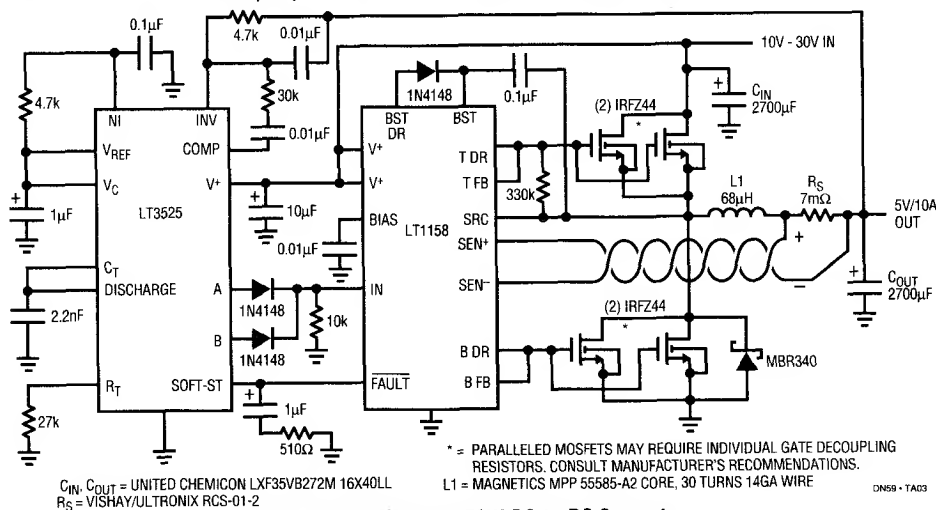 4.7k
0.1µF
0.01µF
10V - 30V IN
4.7k
30k
1N4148
0.1µF
(2) IRFZ44
*
+
C_IN
2700µF
NI
INV
COMP
0.01µF
BST DR
BST
V_REF
V_C
V+
LT3525
+
1µF
+
10µF
V+
V+
BIAS
0.01µF
LT1158
T DR
T FB
330k
SRC
SEN+
SEN−
L1
68µH
R_S
7mΩ
5V/10A
OUT
+
−
+
C_OUT
2700µF
C_T
DISCHARGE
2.2nF
A
B
1N4148
1N4148
10k
IN
(2) IRFZ44
*
B DR
B FB
MBR340
R_T
27k
SOFT-ST
FAULT
+
1µF
510Ω
* = PARALLELED MOSFETS MAY REQUIRE INDIVIDUAL GATE DECOUPLING
RESISTORS. CONSULT MANUFACTURER'S RECOMMENDATIONS.
C_IN, C_OUT = UNITED CHEMICON LXF35VB272M 16X40LL
L1 = MAGNETICS MPP 55585-A2 CORE, 30 TURNS 14GA WIRE
R_S = VISHAY/ULTRONIX RCS-01-2
DN59 • TA03